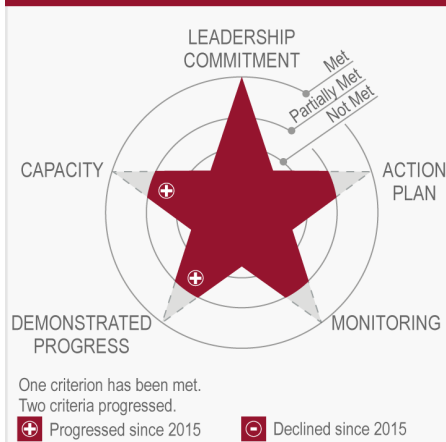 LEADERSHIP
COMMITMENT
Met
Partially Met
Not Met
CAPACITY
ACTION
PLAN
DEMONSTRATED
PROGRESS
MONITORING
One criterion has been met.
Two criteria progressed.
Progressed since 2015
Declined since 2015